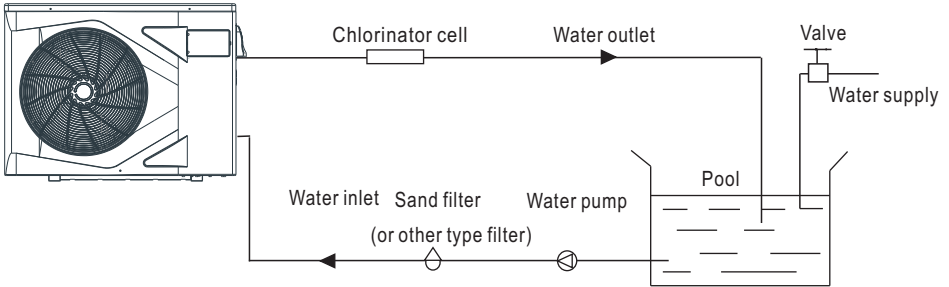 Chlorinator cell
Water outlet
Valve
Water supply
Pool
Water inlet
Sand filter
(or other type filter)
Water pump